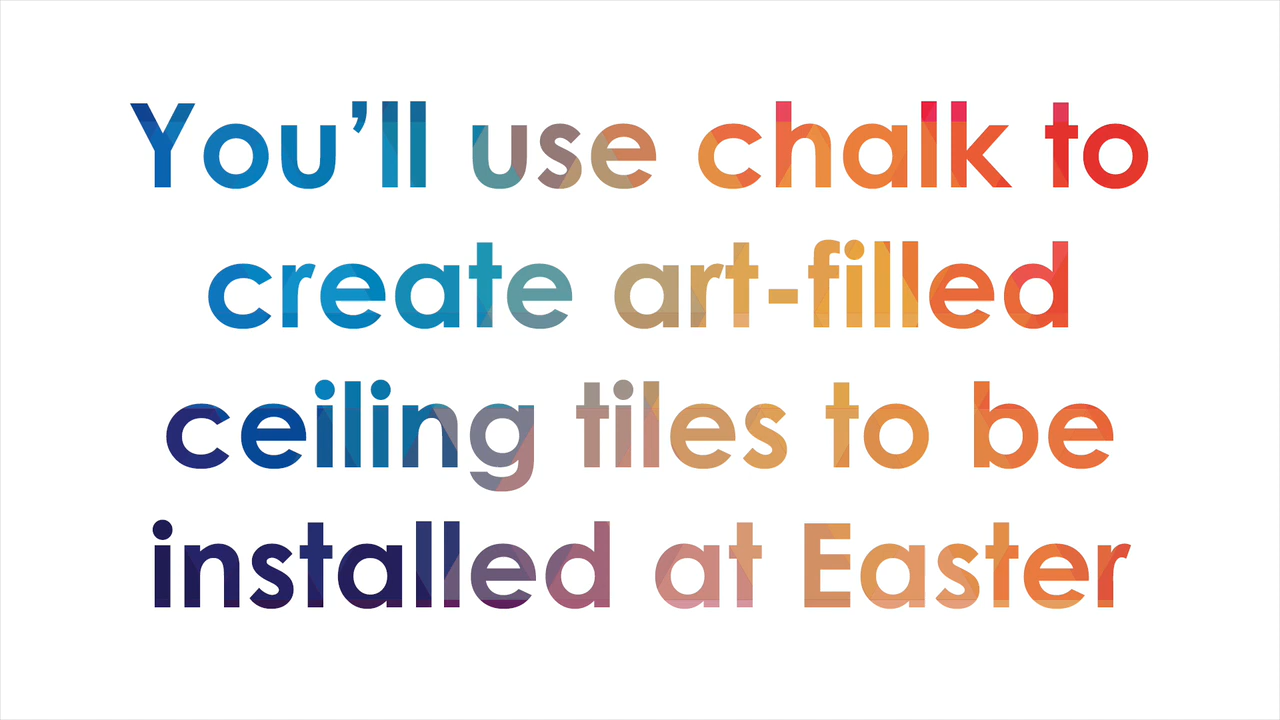 You’ll use chalk to
create art-filled
ceiling tiles to be
installed at Easter